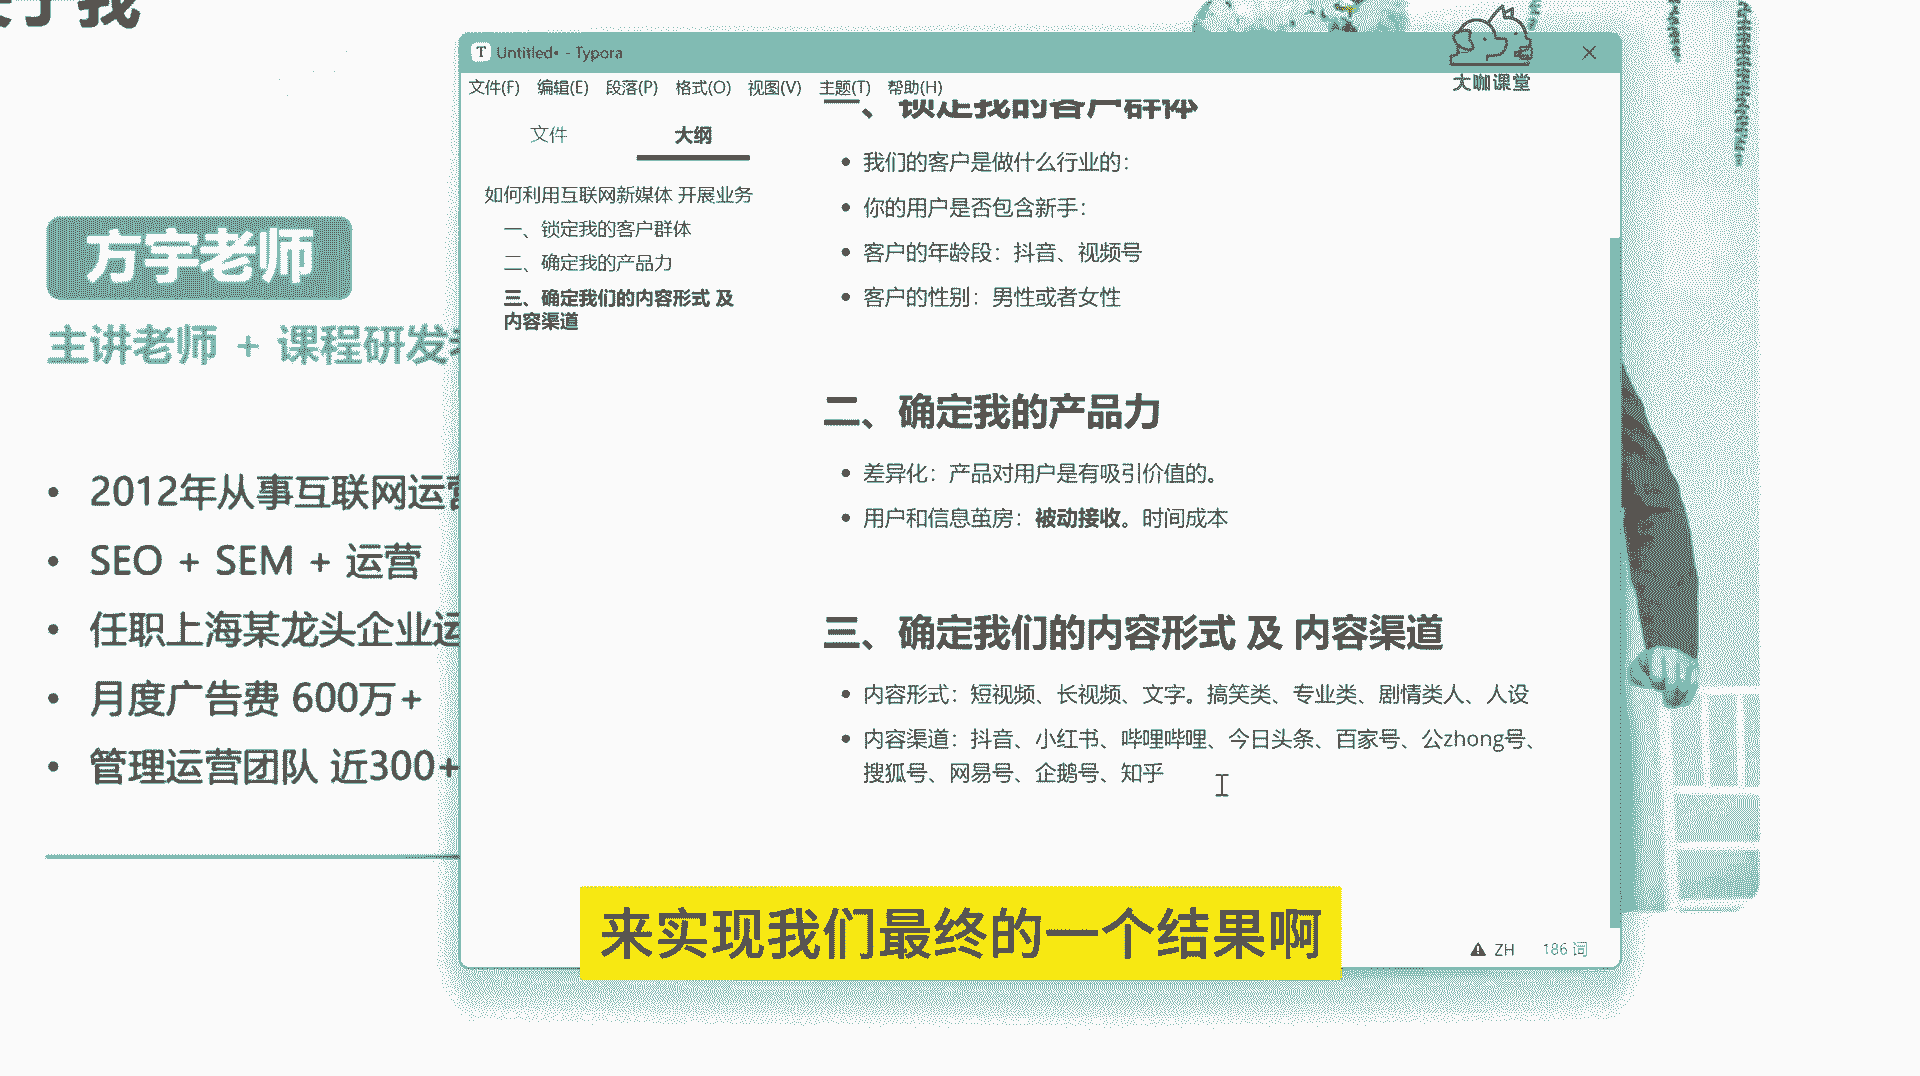 关于我
方宇老师
主讲老师 + 课程研发
2012年从事互联网运营
SEO + SEM + 运营
任职上海某龙头企业运
月度广告费 600万+
管理运营团队 近300+
T Untitled• - Typora
文件(F) 编辑(E) 段落(P) 格式(O) 视图(V) 主题(T) 帮助(H)
大咖课堂
文件 大纲
如何利用互联网新媒体 开展业务
一、锁定我的客户群体
二、确定我的产品力
三、确定我们的内容形式 及
内容渠道
一、锁定我的客户群体
我们的客户是做什么行业的：
你的用户是否包含新手：
客户的年龄段：抖音、视频号
客户的性别：男性或者女性
二、确定我的产品力
差异化：产品对用户是有吸引价值的。
用户和信息茧房：被动接收。时间成本
三、确定我们的内容形式 及 内容渠道
内容形式：短视频、长视频、文字。搞笑类、专业类、剧情类人、人设
内容渠道：抖音、小红书、哔哩哔哩、今日头条、百家号、公zhong号、
搜狐号、网易号、企鹅号、知乎
ZH 186 词
来实现我们最终的一个结果啊